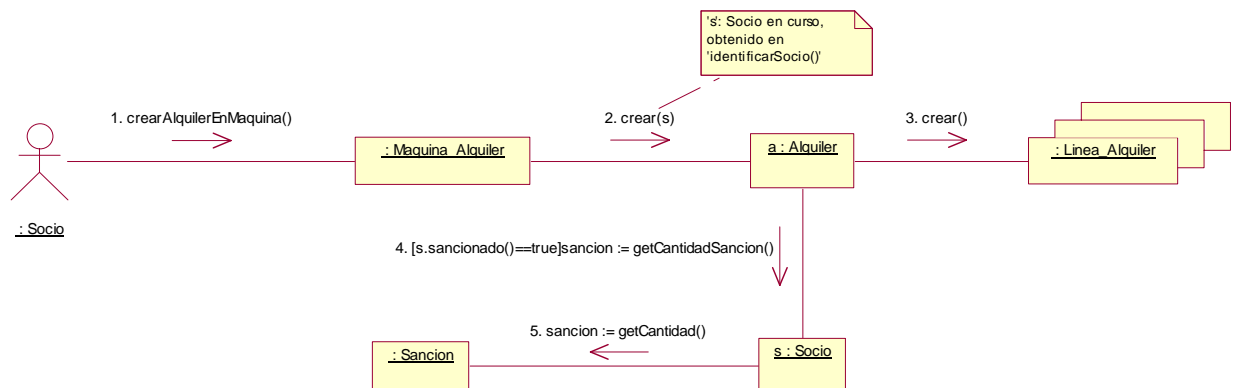 's': Socio en curso,
obtenido en
'identificarSocio()'
1. crearAlquilerEnMaquina()
2. crear(s)
3. crear()
: Maquina_Alquiler
a : Alquiler
: Linea_Alquiler
: Socio
4. [s.sancionado()==true]sancion := getCantidadSancion()
5. sancion := getCantidad()
: Sancion
s : Socio